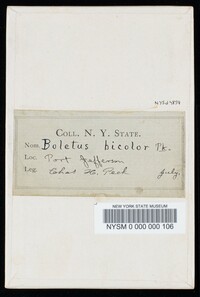 COLL. N. Y. STATE.
Nom. Boletus bicolor Pk.
Loc. Port Jefferson
Leg. Chas H. Peck July
NEW YORK STATE MUSEUM
NYSM 0 000 000 106